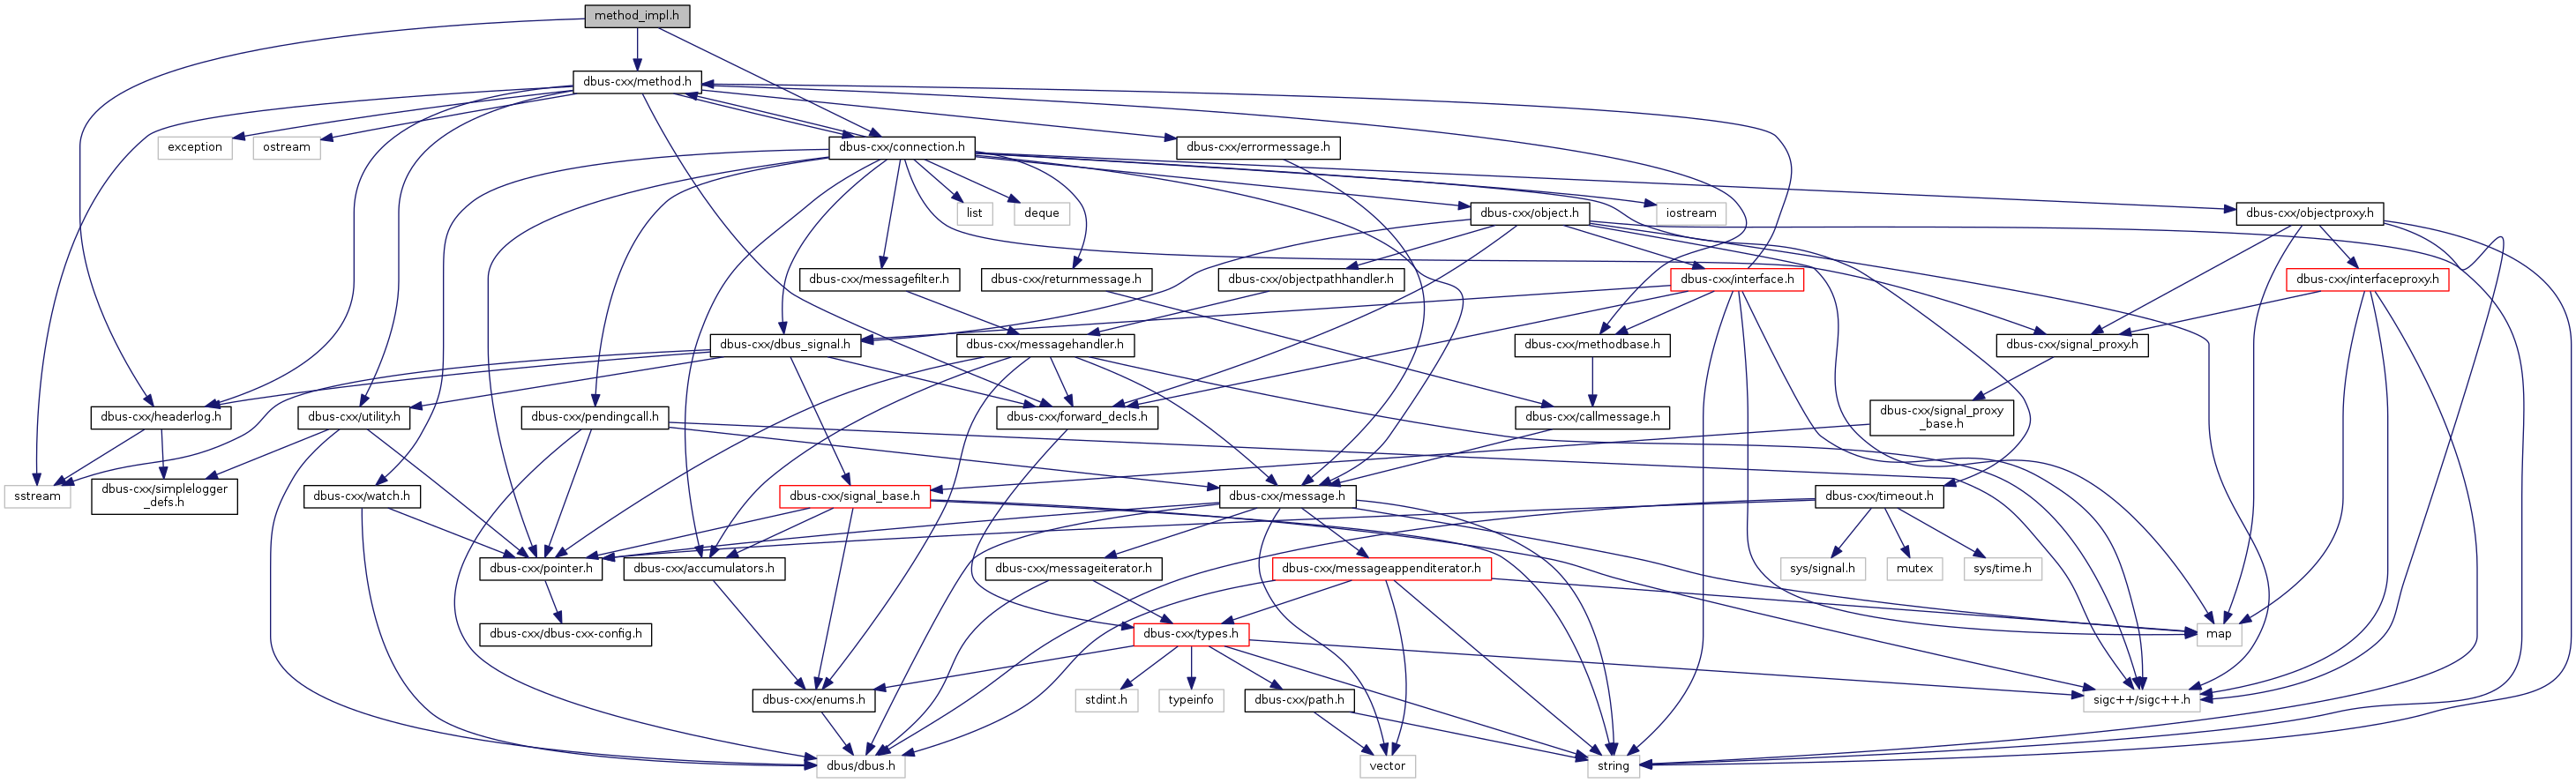 method_impl.h
dbus-cxx/method.h
exception
ostream
dbus-cxx/connection.h
dbus-cxx/errormessage.h
list
deque
dbus-cxx/object.h
iostream
dbus-cxx/objectproxy.h
dbus-cxx/messagefilter.h
dbus-cxx/returnmessage.h
dbus-cxx/objectpathhandler.h
dbus-cxx/interface.h
dbus-cxx/interfaceproxy.h
dbus-cxx/dbus_signal.h
dbus-cxx/messagehandler.h
dbus-cxx/methodbase.h
dbus-cxx/signal_proxy.h
dbus-cxx/headerlog.h
dbus-cxx/utility.h
dbus-cxx/pendingcall.h
dbus-cxx/forward_decls.h
dbus-cxx/callmessage.h
dbus-cxx/signal_proxy
_base.h
sstream
dbus-cxx/simplelogger
_defs.h
dbus-cxx/watch.h
dbus-cxx/signal_base.h
dbus-cxx/message.h
dbus-cxx/timeout.h
dbus-cxx/pointer.h
dbus-cxx/accumulators.h
dbus-cxx/messageiterator.h
dbus-cxx/messageappenditerator.h
sys/signal.h
mutex
sys/time.h
dbus-cxx/dbus-cxx-config.h
dbus-cxx/types.h
map
dbus-cxx/enums.h
stdint.h
typeinfo
dbus-cxx/path.h
sigc++/sigc++.h
dbus/dbus.h
vector
string